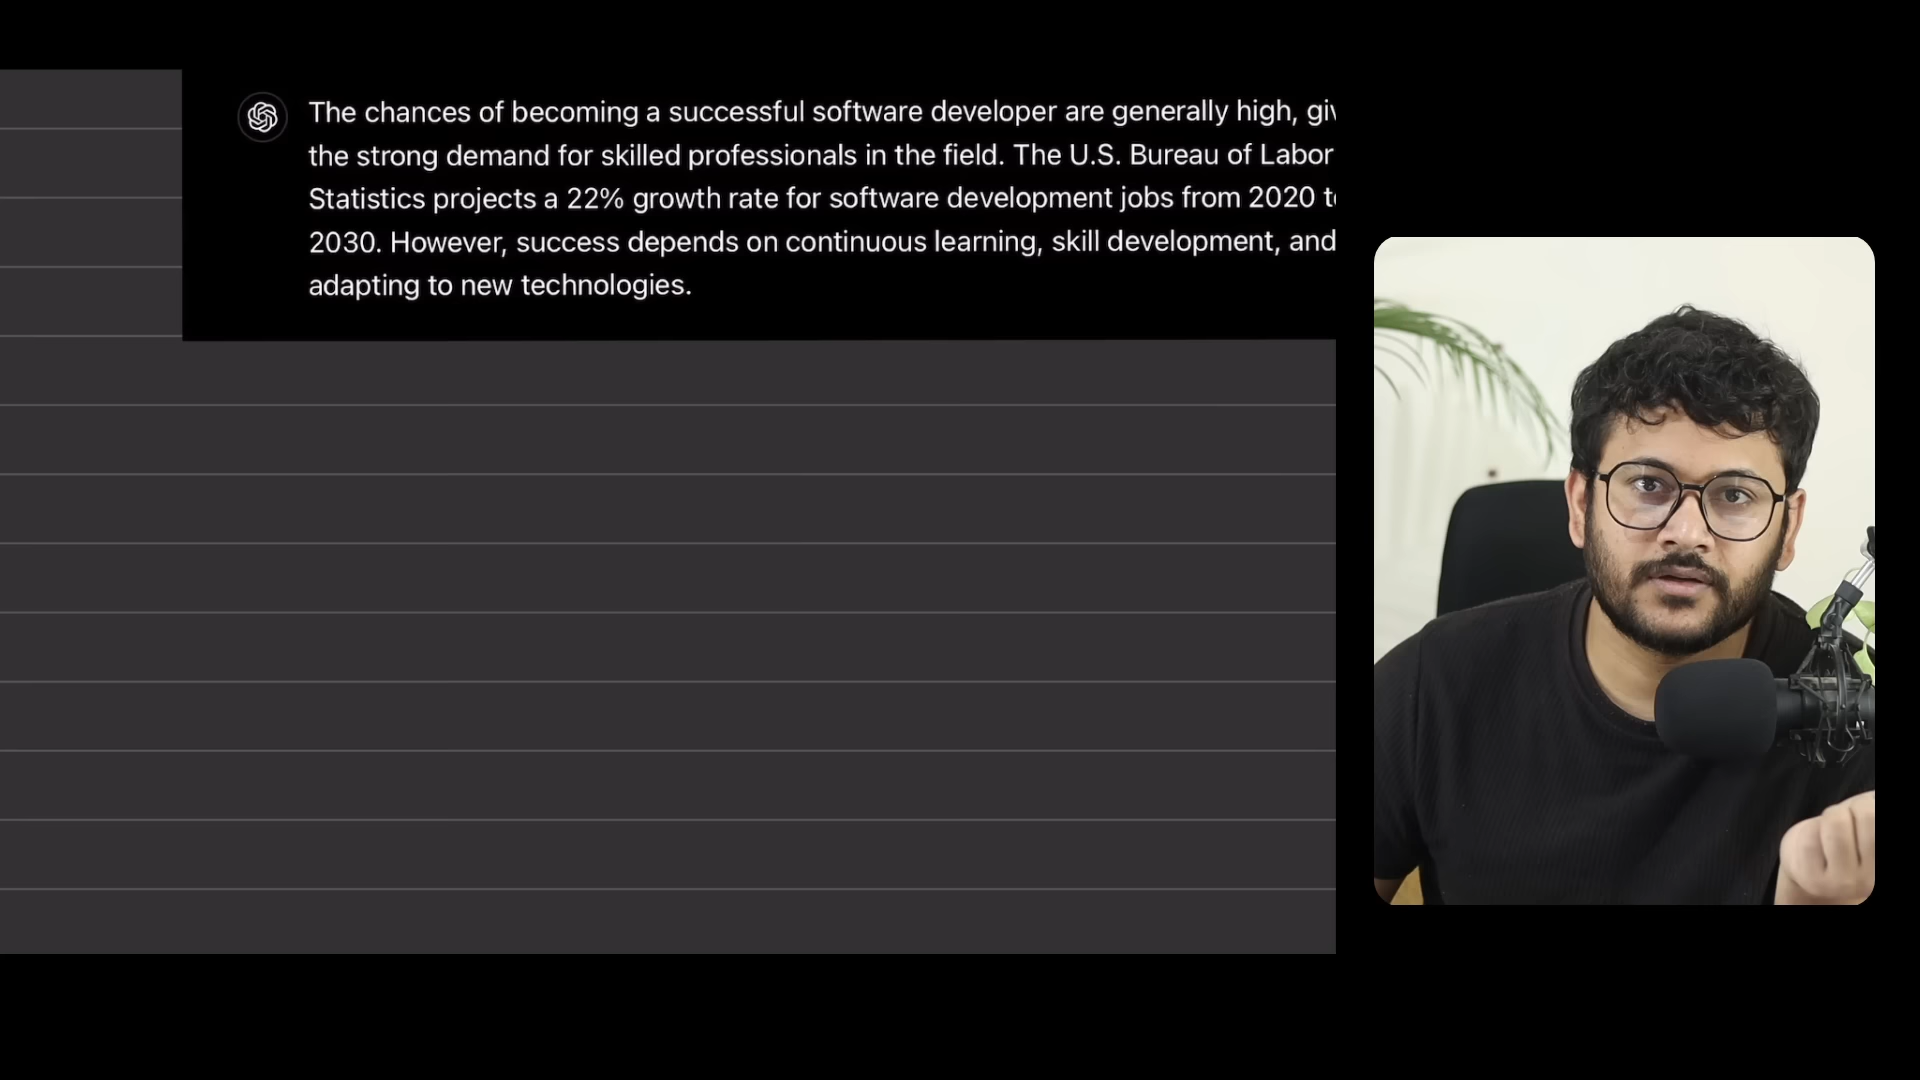 The chances of becoming a successful software developer are generally high, giv
the strong demand for skilled professionals in the field. The U.S. Bureau of Labor
Statistics projects a 22% growth rate for software development jobs from 2020 to
2030. However, success depends on continuous learning, skill development, and
adapting to new technologies.